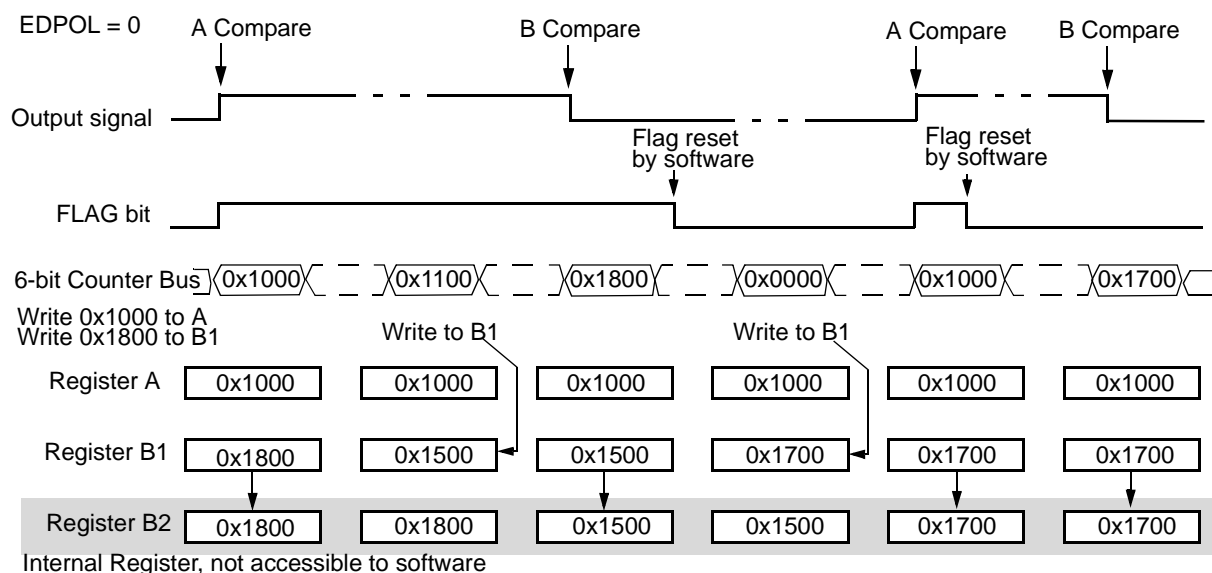 EDPOL = 0
A Compare
B Compare
A Compare
B Compare
Output signal
Flag reset
by software
Flag reset
by software
FLAG bit
6-bit Counter Bus
0x1000
0x1100
0x1800
0x0000
0x1000
0x1700
Write 0x1000 to A
Write 0x1800 to B1
Write to B1
Write to B1
Register A
0x1000
0x1000
0x1000
0x1000
0x1000
0x1000
Register B1
0x1800
0x1500
0x1500
0x1700
0x1700
0x1700
Register B2
0x1800
0x1800
0x1500
0x1500
0x1700
0x1700
Internal Register, not accessible to software